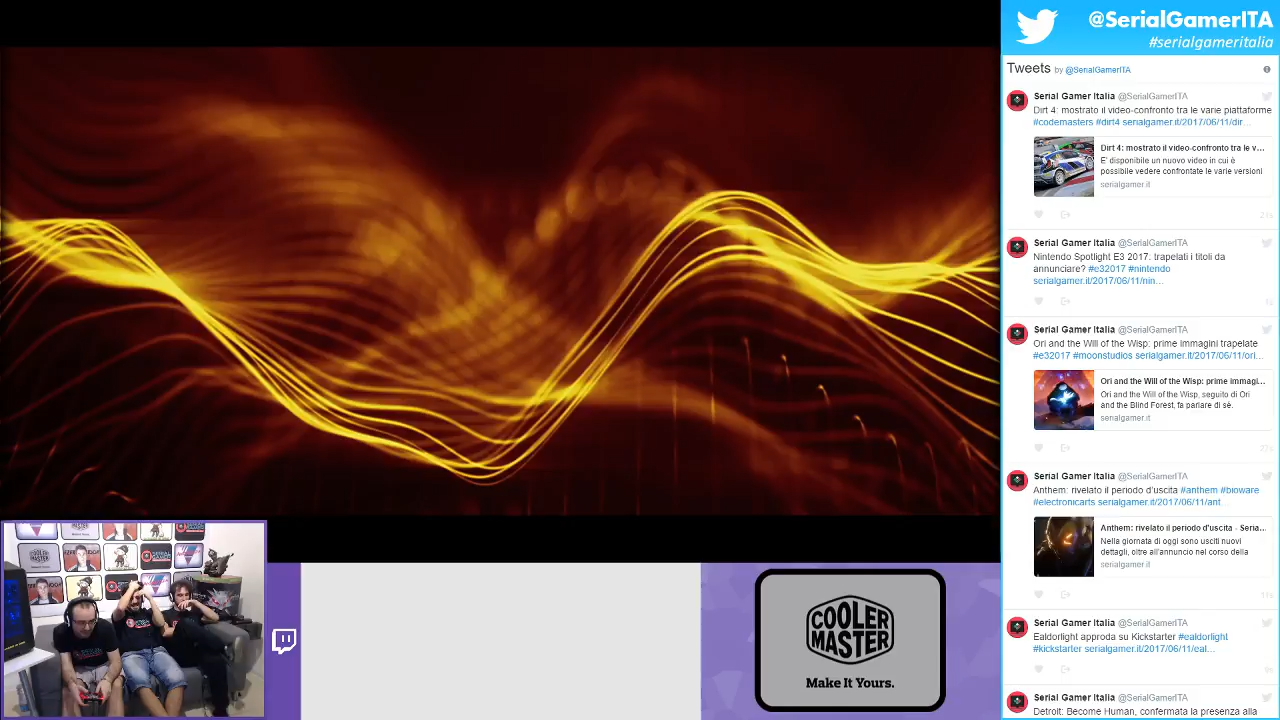 @SerialGamerITA
#serialgameritalia
Tweets by @SerialGamerITA
Serial Gamer Italia @SerialGamerITA
Dirt 4: mostrato il video-confronto tra le varie piattaforme
#codemasters #dirt4 serialgamer.it/2017/06/11/dir…
Dirt 4: mostrato il video-confronto tra le v…
E' disponibile un nuovo video in cui è
possiblie vedere confrontate le varie versioni
serialgamer.it
Serial Gamer Italia @SerialGamerITA
Nintendo Spotlight E3 2017: trapelati i titoli da
annunciare? #e32017 #nintendo
serialgamer.it/2017/06/11/nin…
Serial Gamer Italia @SerialGamerITA
Ori and the Will of the Wisp: prime immagini trapelate
#e32017 #moonstudios serialgamer.it/2017/06/11/ori…
Ori and the Will of the Wisp: prime immagi…
Ori and the Will of the Wisp, seguito di Ori
and the Blind Forest, fa parlare di sè.
serialgamer.it
Serial Gamer Italia @SerialGamerITA
Anthem: rivelato il periodo d'uscita #anthem #bioware
#electronicarts serialgamer.it/2017/06/11/ant…
Anthem: rivelato il periodo d'uscita - Seria…
Nella giornata di oggi sono usciti nuovi
dettagli, oltre all'annuncio nel corso della
serialgamer.it
Serial Gamer Italia @SerialGamerITA
Ealdorlight approda su Kickstarter #ealdorlight
#kickstarter serialgamer.it/2017/06/11/eal…
Serial Gamer Italia @SerialGamerITA
Detroit: Become Human, confermata la presenza alla
COOLER
MASTER
Make It Yours.
COOLER
MASTER